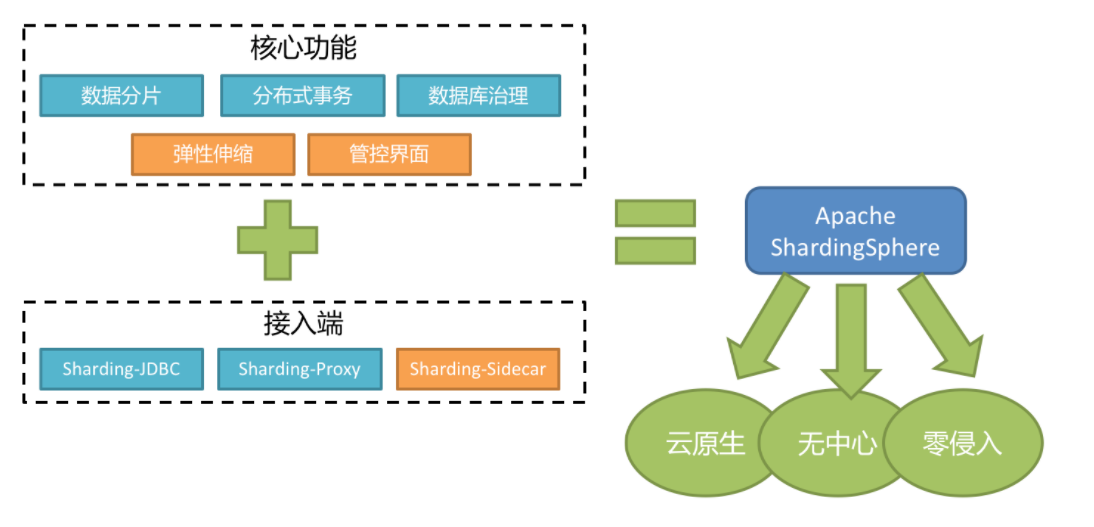 核心功能
数据分片
分布式事务
数据库治理
弹性伸缩
管控界面
接入端
Sharding-JDBC
Sharding-Proxy
Sharding-Sidecar
Apache
ShardingSphere
云原生
无中心
零侵入